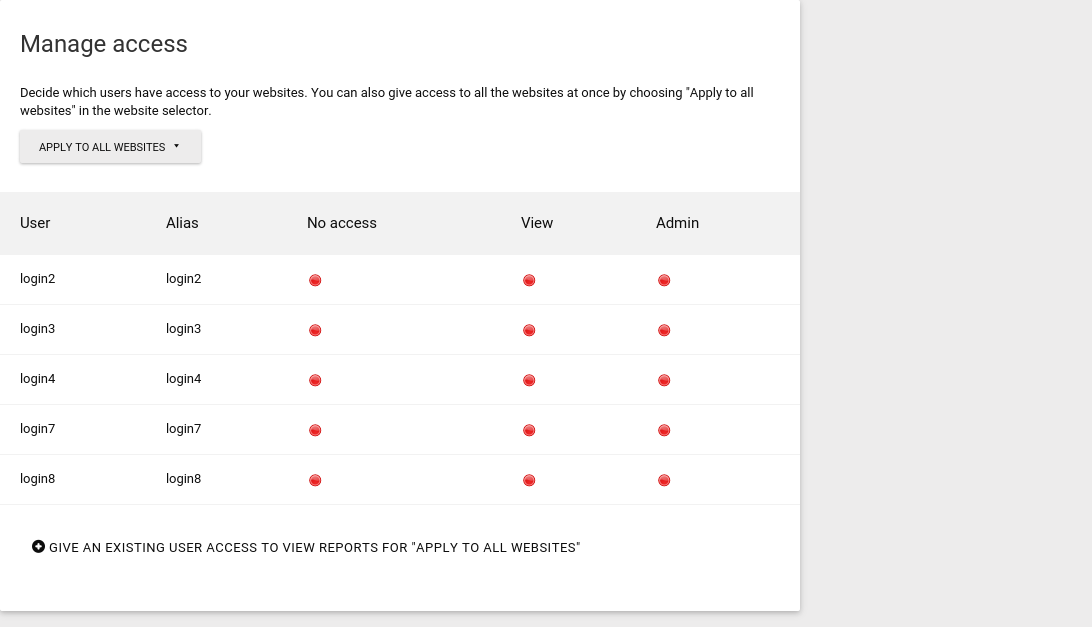 Manage access
Decide which users have access to your websites. You can also give access to all the websites at once by choosing "Apply to all
websites" in the website selector.
APPLY TO ALL WEBSITES
User Alias No access View Admin
login2 login2
login3 login3
login4 login4
login7 login7
login8 login8
GIVE AN EXISTING USER ACCESS TO VIEW REPORTS FOR "APPLY TO ALL WEBSITES"